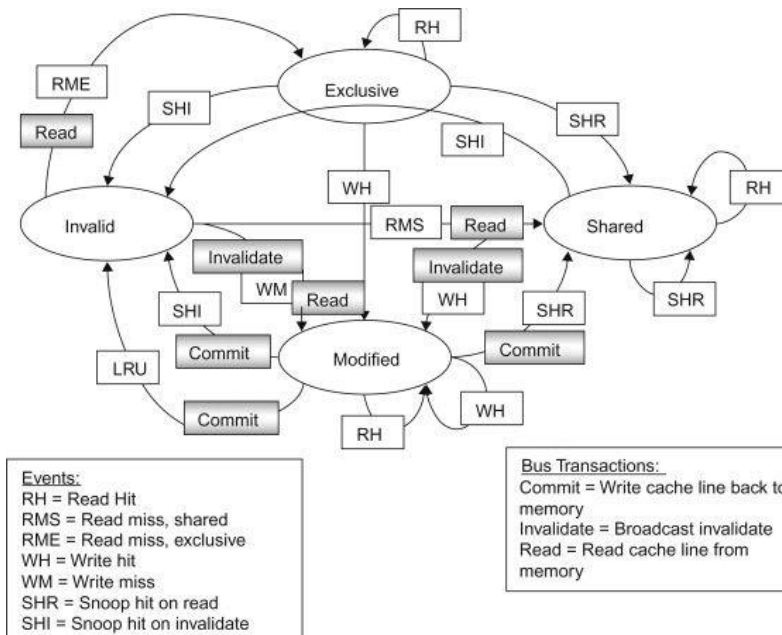 RH
RME
Exclusive
SHI
Read
SHR
SHI
WH
RH
Invalid
RMS
Read
Shared
Invalidate
Invalidate
WM
Read
WH
SHI
SHR
SHR
Commit
Modified
Commit
LRU
Commit
RH
WH
Events:
RH = Read Hit
RMS = Read miss, shared
RME = Read miss, exclusive
WH = Write hit
WM = Write miss
SHR = Snoop hit on read
SHI = Snoop hit on invalidate
Bus Transactions:
Commit = Write cache line back to
memory
Invalidate = Broadcast invalidate
Read = Read cache line from
memory